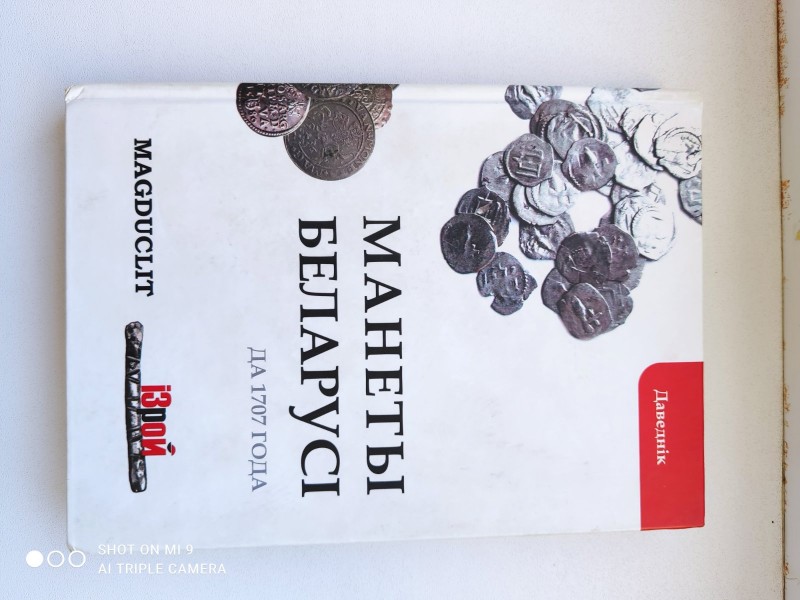 Даведнік
МАНЕТЫ
БЕЛАРУСІ
ДА 1707 ГОДА
MAGDUCLIT
ізрой
SHOT ON MI 9
AI TRIPLE CAMERA